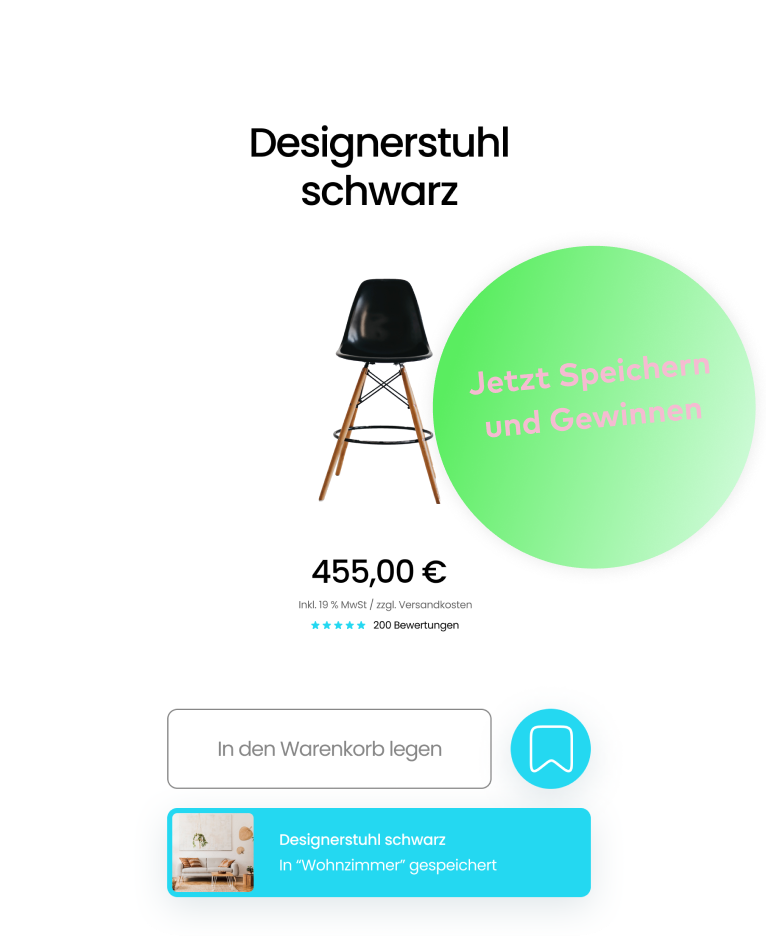 Designerstuhl
schwarz
Jetzt Speichern
und Gewinnen
455,00 €
Inkl. 19 % MwSt / zzgl. Versandkosten
200 Bewertungen
In den Warenkorb legen
Designerstuhl schwarz
In “Wohnzimmer” gespeichert